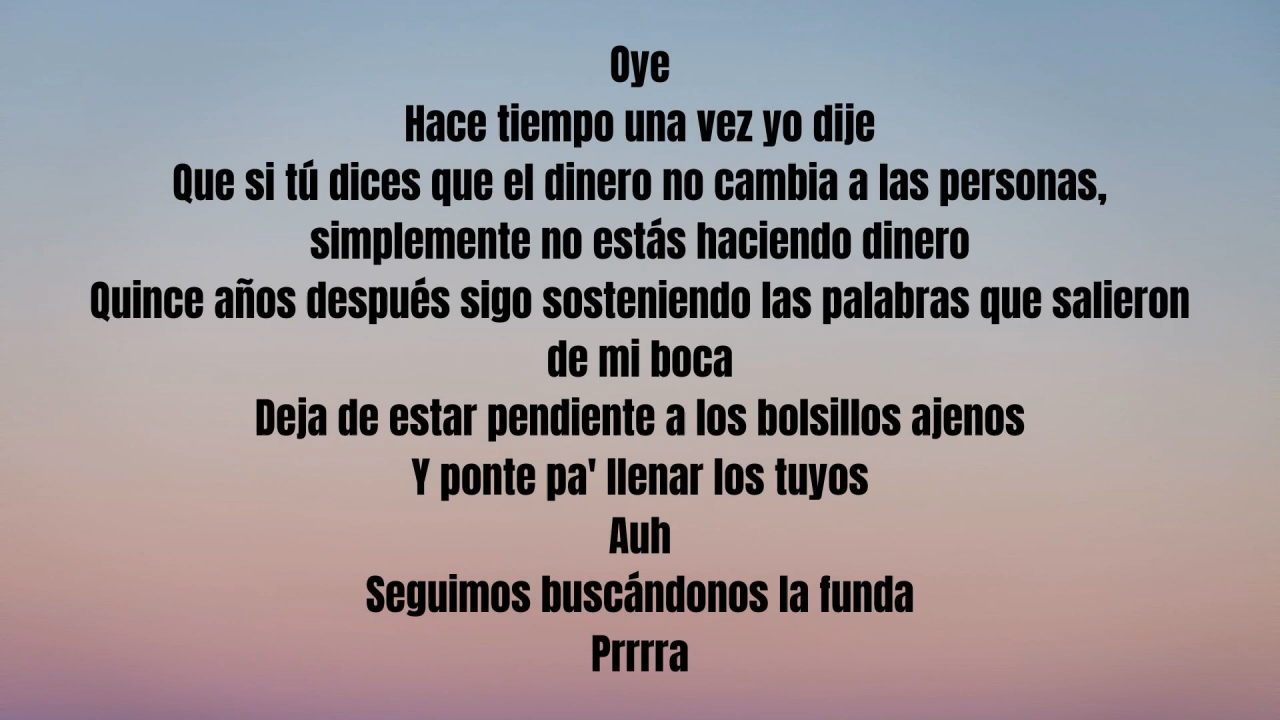 Oye
Hace tiempo una vez yo dije
Que si tú dices que el dinero no cambia a las personas,
simplemente no estás haciendo dinero
Quince años después sigo sosteniendo las palabras que salieron
de mi boca
Deja de estar pendiente a los bolsillos ajenos
Y ponte pa' llenar los tuyos
Auh
Seguimos buscándonos la funda
Prrrra